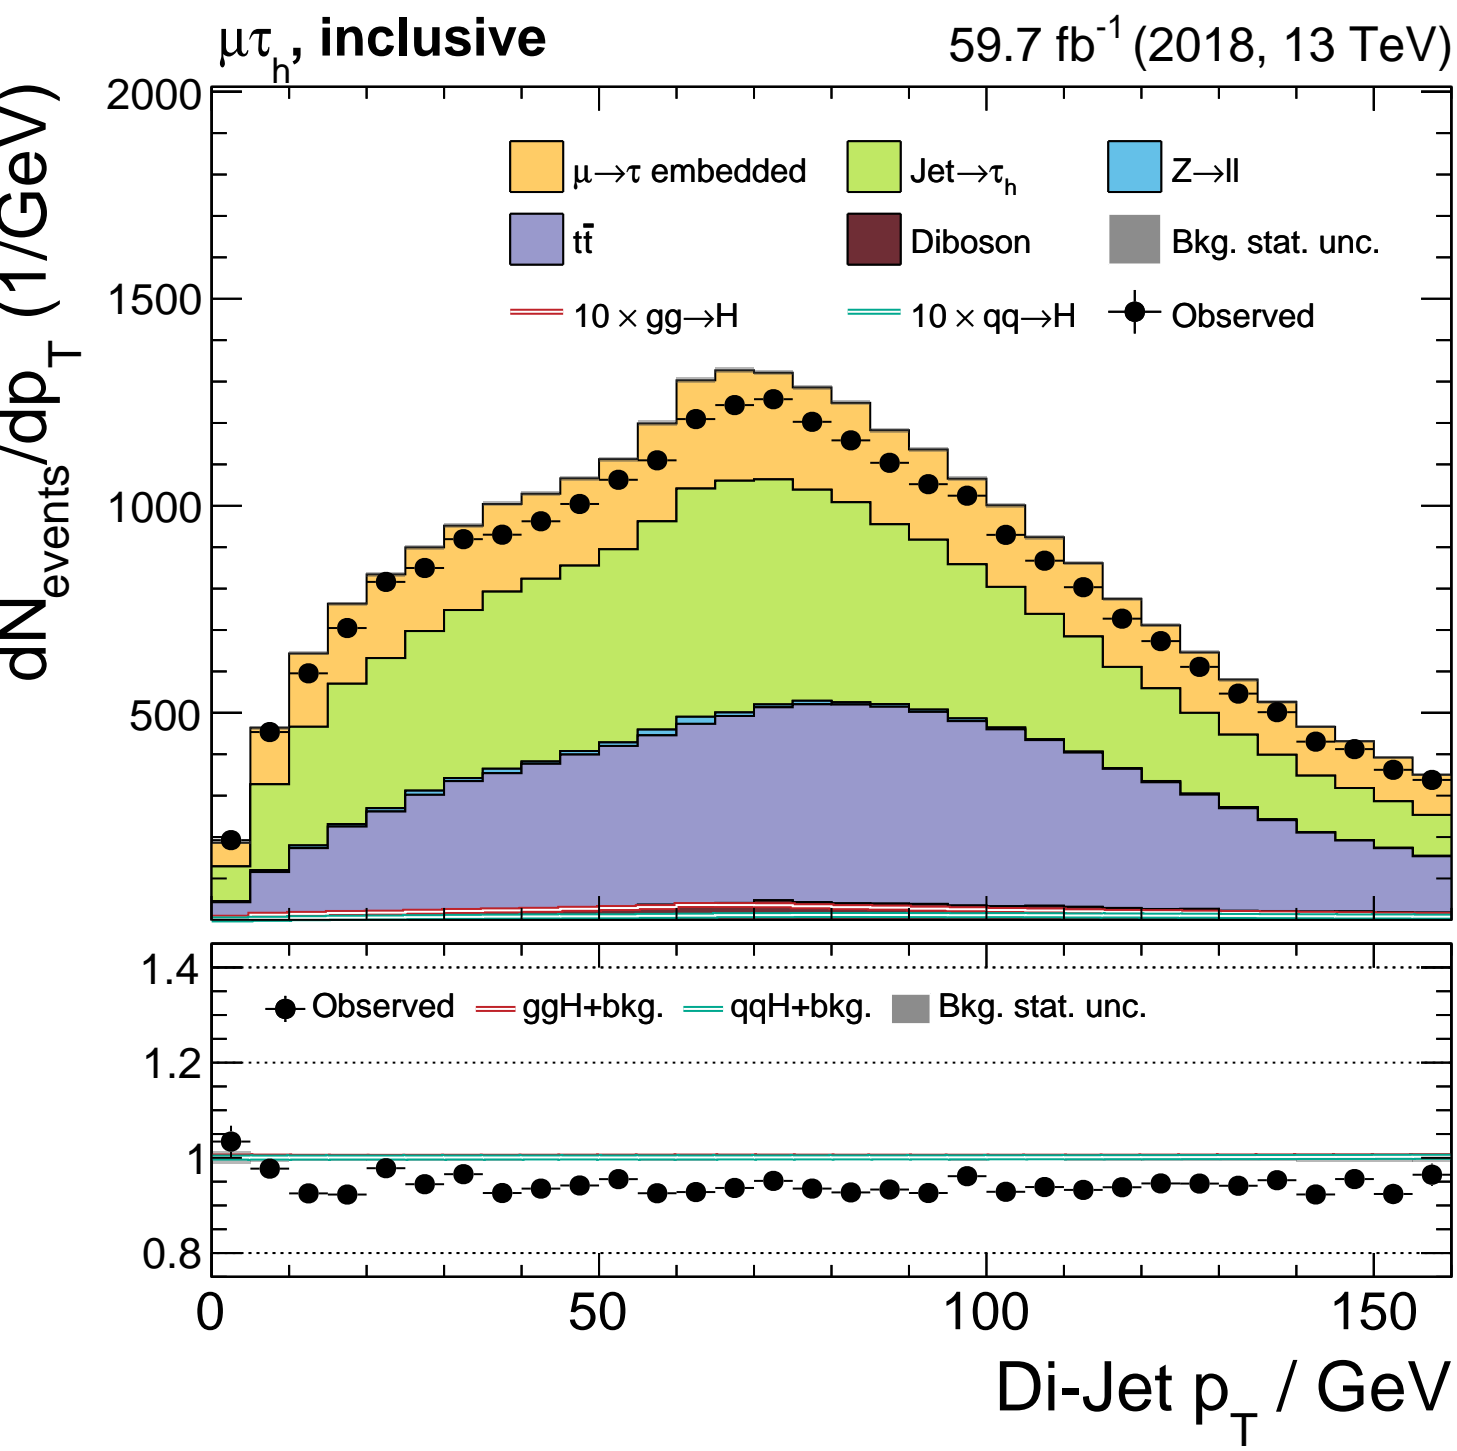 μτh, inclusive
59.7 fb-1 (2018, 13 TeV)
dNevents/dpT (1/GeV)
2000
1500
1000
500
μ→τ embedded
Jet→τh
Z→ll
tt̄
Diboson
Bkg. stat. unc.
10 × gg→H
10 × qq→H
Observed
1.4
1.2
1
0.8
Observed
ggH+bkg.
qqH+bkg.
Bkg. stat. unc.
0
50
100
150
Di-Jet pT / GeV